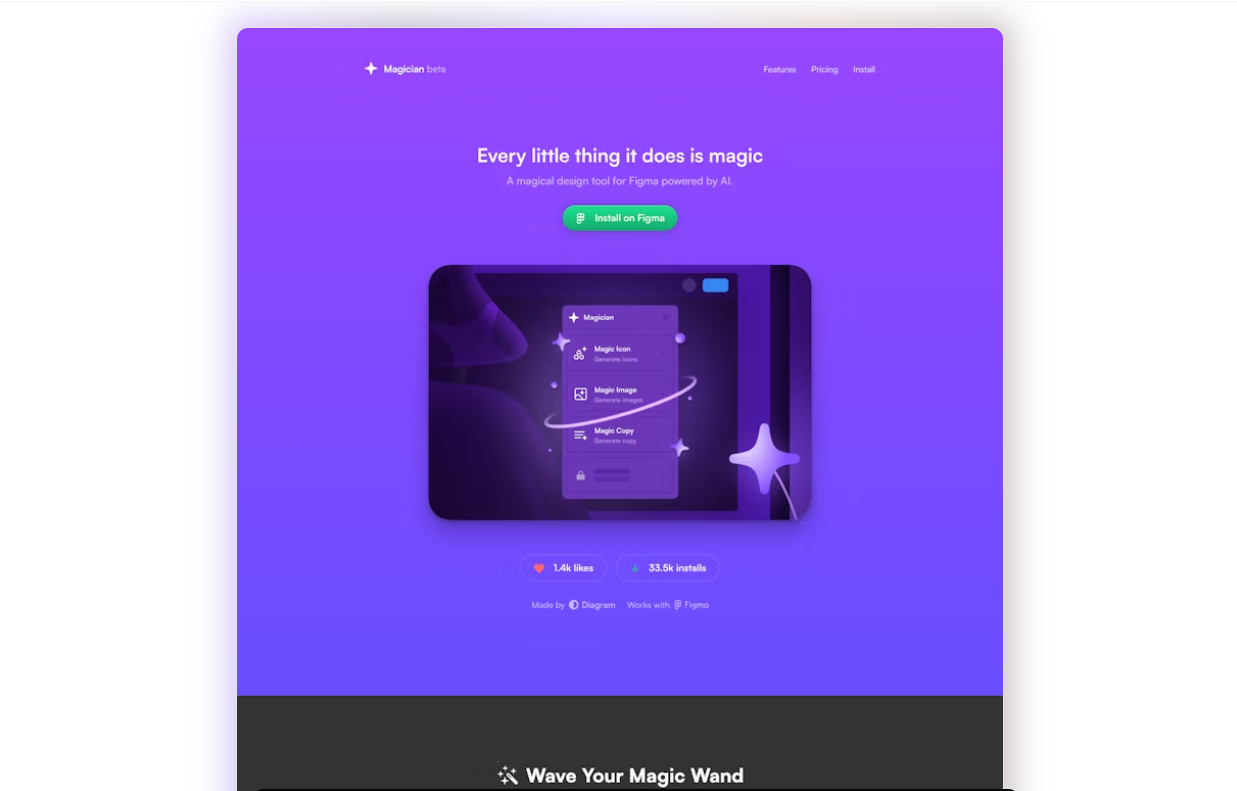 Magician beta
Features Pricing Install
Every little thing it does is magic
A magical design tool for Figma powered by AI.
Install on Figma
Magician
Magic Icon
Generate icons
Magic Image
Generate images
Magic Copy
Generate copy
1.4k likes 33.5k installs
Made by Diagram Works with Figma
Wave Your Magic Wand